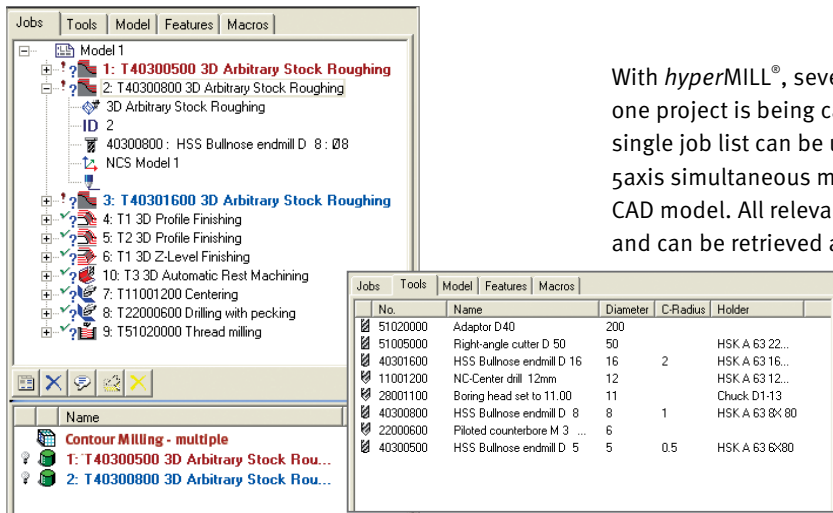 Jobs Tools Model Features Macros
Model 1
1: T40300500 3D Arbitrary Stock Roughing
2: T40300800 3D Arbitrary Stock Roughing
3D Arbitrary Stock Roughing
ID 2
40300800 : HSS Bullnose endmill D 8 : Ø8
NCS Model 1
3: T40301600 3D Arbitrary Stock Roughing
4: T1 3D Profile Finishing
5: T2 3D Profile Finishing
6: T1 3D Z-Level Finishing
10: T3 3D Automatic Rest Machining
7: T11001200 Centering
8: T22000600 Drilling with pecking
9: T51020000 Thread milling
Name
Contour Milling - multiple
1: T40300500 3D Arbitrary Stock Rou...
2: T40300800 3D Arbitrary Stock Rou...
With hyperMILL®, seve
one project is being ca
single job list can be u
5axis simultaneous m
CAD model. All releva
and can be retrieved a
Jobs Tools Model Features Macros
No. Name Diameter C-Radius Holder
51020000 Adaptor D40 200
51005000 Right-angle cutter D 50 50 HSK A 63 22...
40301600 HSS Bullnose endmill D 16 16 2 HSK A 63 16...
11001200 NC-Center drill 12mm 12 HSK A 63 12...
28001100 Boring head set to 11.00 11 Chuck D1-13
40300800 HSS Bullnose endmill D 8 8 1 HSK A 63 8X 80
22000600 Piloted counterbore M 3 ... 6
40300500 HSS Bullnose endmill D 5 5 0.5 HSK A 63 6X80